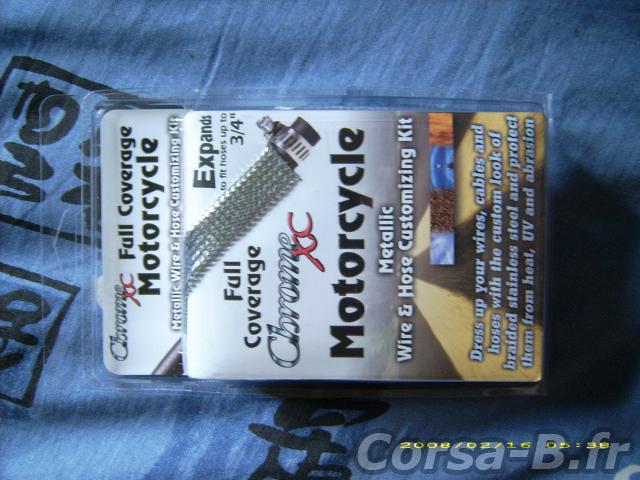 Chrome XC
Full Coverage
Motorcycle
Metallic Wire & Hose Customizing Kit
Expands
to fit hoses up to
3/4"
Full
Coverage
Chrome XC
Motorcycle
Metallic
Wire & Hose Customizing Kit
Dress up your wires, cables and
hoses with the custom look of
braided stainless steel and protect
them from heat, UV and abrasion
2008/02/16 05:38
Corsa-B.fr